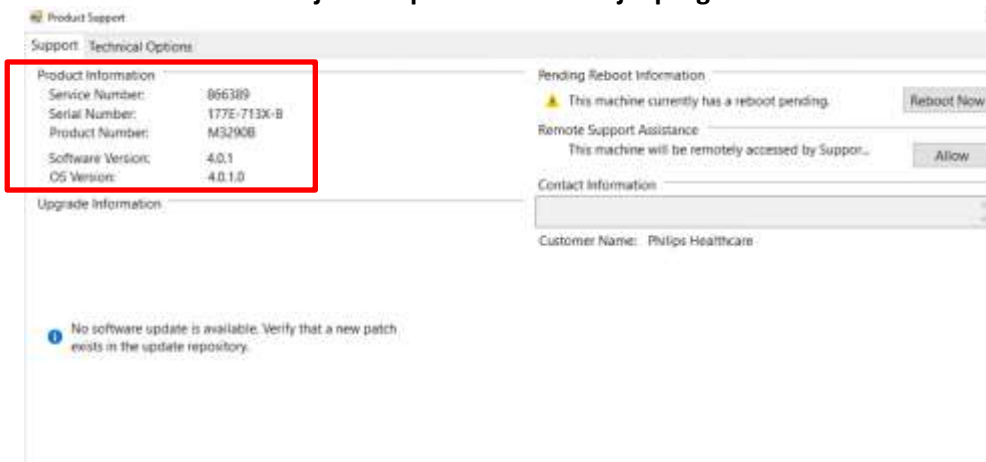 Product Support
Support Technical Options
Product Information
Service Number: 866389
Serial Number: 177E-713X-B
Product Number: M3290B
Software Version: 4.0.1
OS Version: 4.0.1.0
Upgrade Information
No software update is available. Verify that a new patch
exists in the update repository.
Pending Reboot Information
This machine currently has a reboot pending.
Reboot Now
Remote Support Assistance
This machine will be remotely accessed by Suppor...
Allow
Contact Information
Customer Name: Philips Healthcare